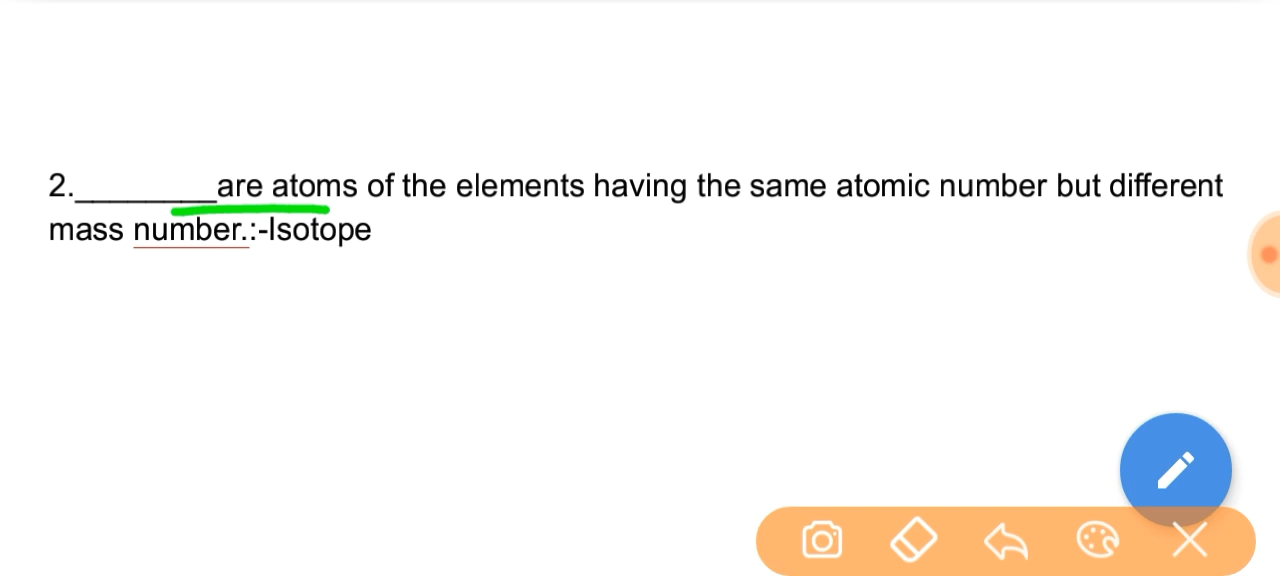 2.________are atoms of the elements having the same atomic number but different
mass number.:-Isotope